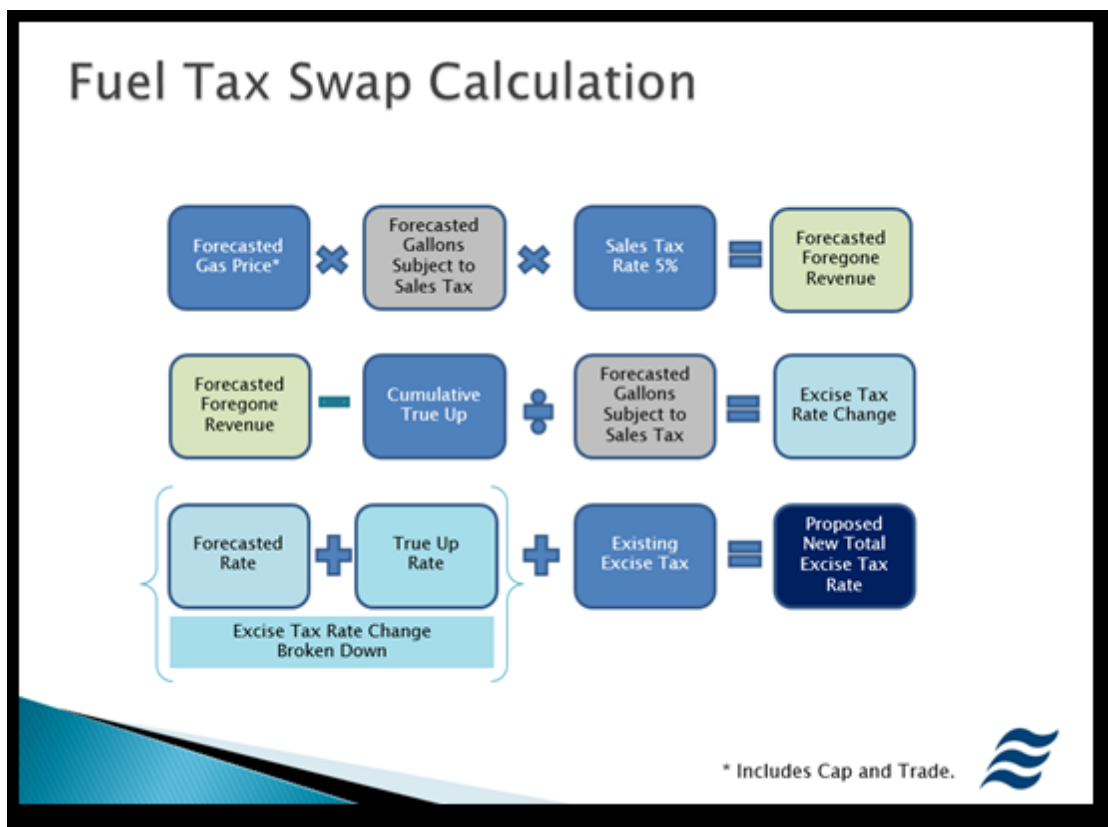 Fuel Tax Swap Calculation
Forecasted
Gas Price*
Forecasted
Gallons
Subject to
Sales Tax
Sales Tax
Rate 5%
Forecasted
Foregone
Revenue
Forecasted
Foregone
Revenue
Cumulative
True Up
Forecasted
Gallons
Subject to
Sales Tax
Excise Tax
Rate Change
Forecasted
Rate
True Up
Rate
Existing
Excise Tax
Proposed
New Total
Excise Tax
Rate
Excise Tax Rate Change
Broken Down
* Includes Cap and Trade.